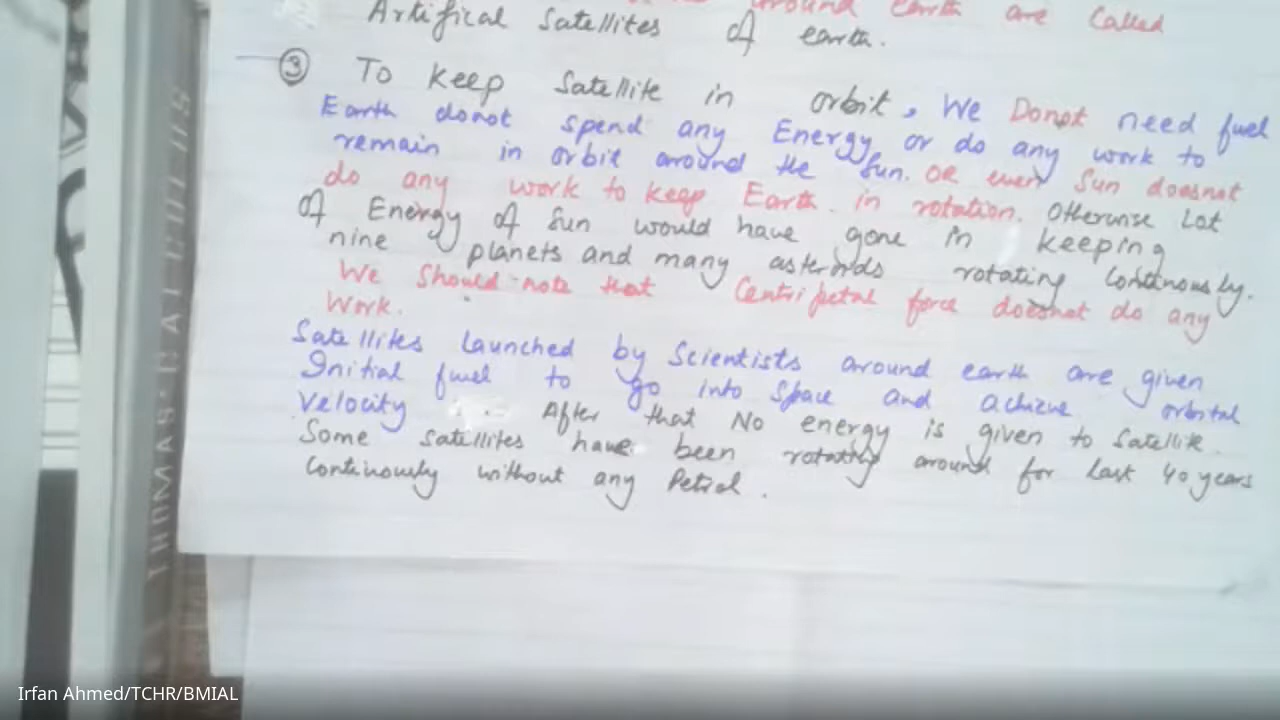 around earth are called
Artifical Satellites of earth.
③ To keep Satellite in orbit, We Donot need fuel
Earth donot spend any Energy or do any work to
remain in orbit around the Sun. OR even Sun doesnot
do any work to keep Earth in rotation. Otherwise Lot
of Energy of Sun would have gone in keeping
nine planets and many asteroids rotating Continously.
We should note that Centripetal force doesnot do any
Work.
Satellites launched by Scientists around earth are given
Initial fuel to go into Space and achieve orbital
Velocity After that No energy is given to Satellite.
Some satellites have been rotating around for last 40 years
Continously without any Petrol.
THOMAS' CALCULUS
Irfan Ahmed/TCHR/BMIAL